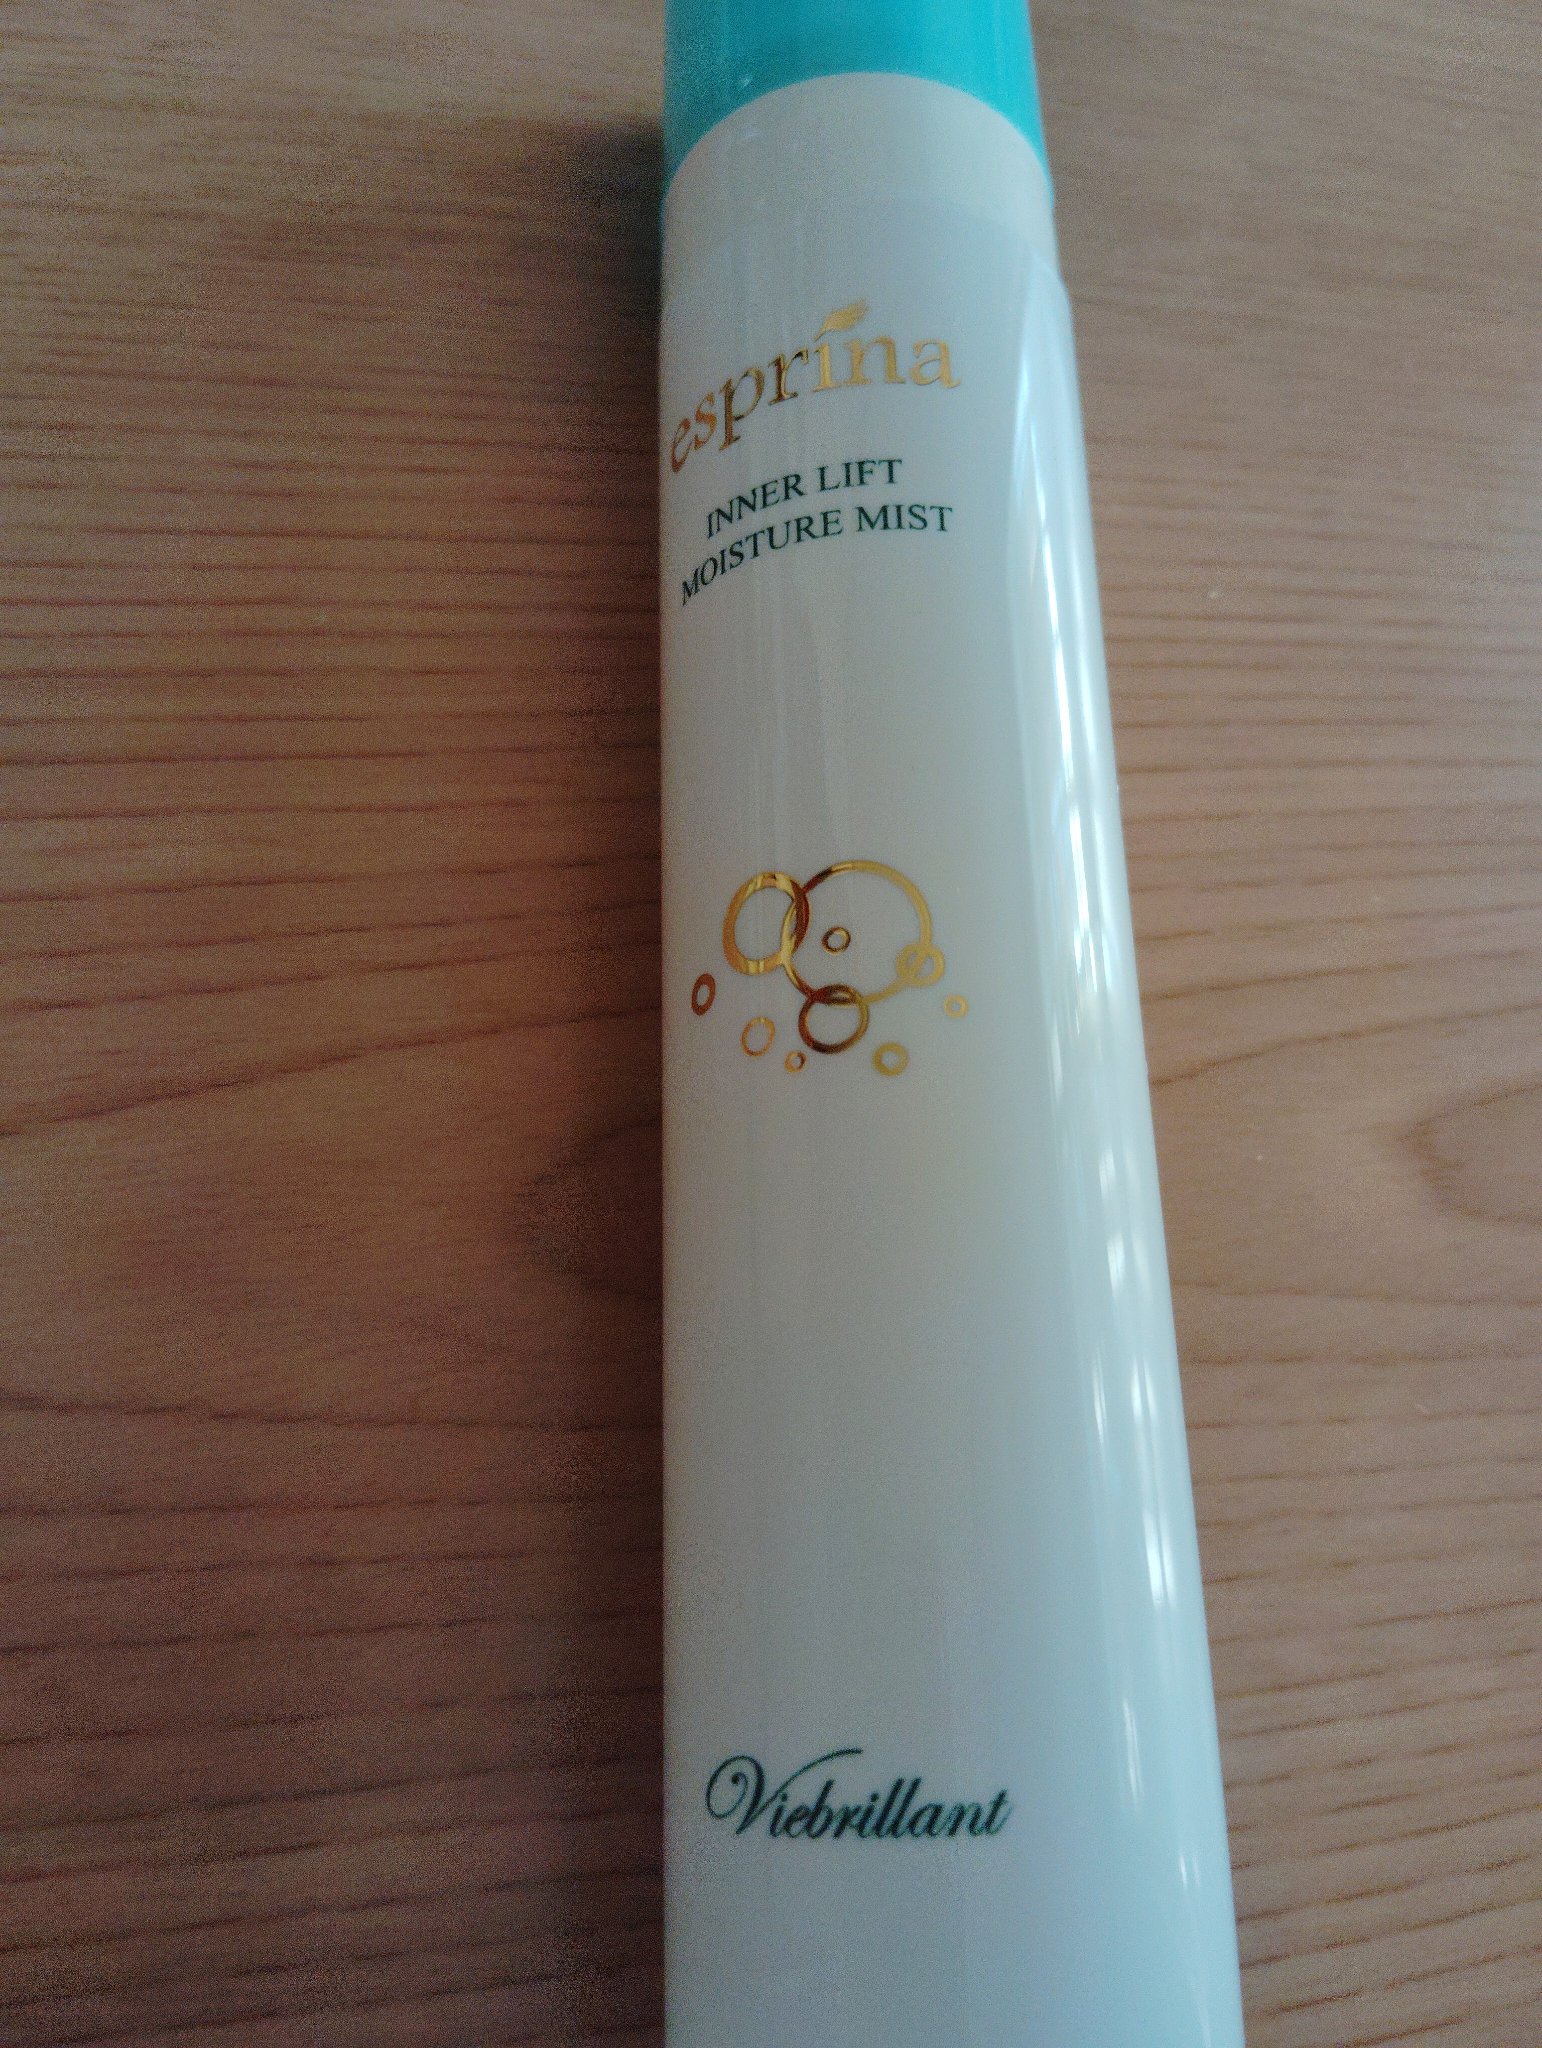 esprina
INNER LIFT
MOISTURE MIST
Viebrillant